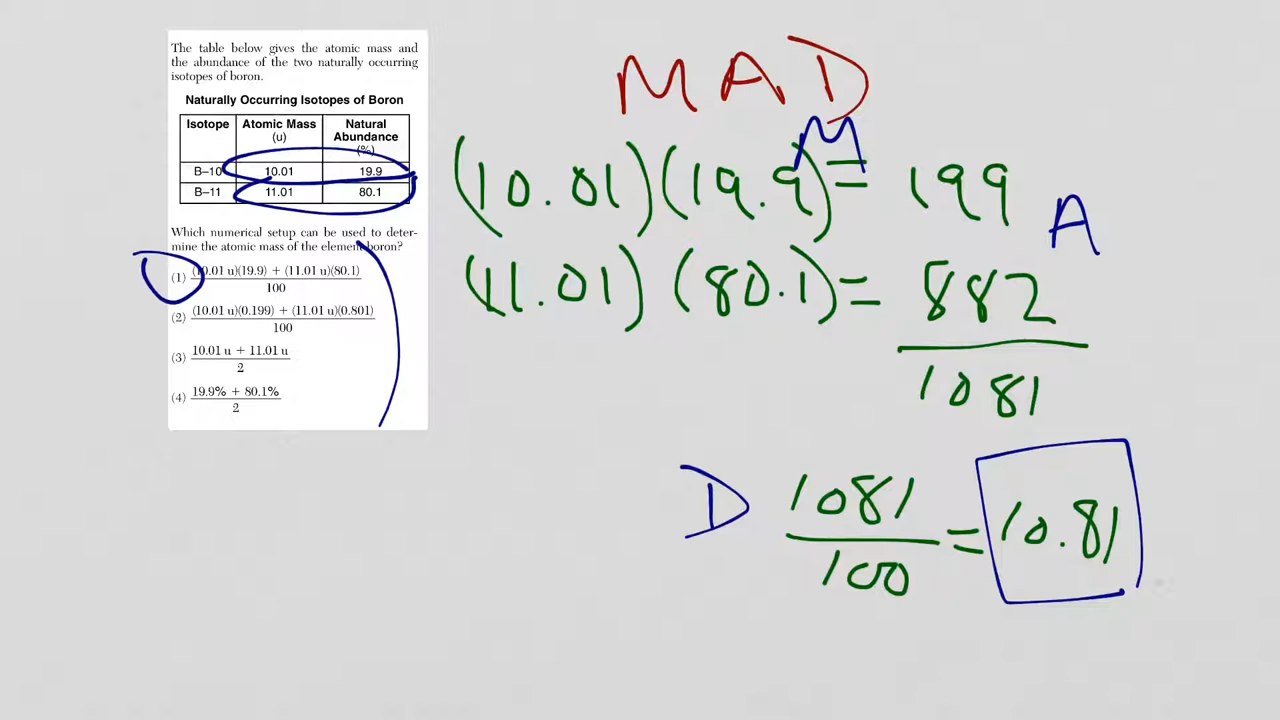 The table below gives the atomic mass and
the abundance of the two naturally occurring
isotopes of boron.
Naturally Occurring Isotopes of Boron
Isotope Atomic Mass (u) Natural Abundance (%)
B–10 10.01 19.9
B–11 11.01 80.1
Which numerical setup can be used to deter-
mine the atomic mass of the element boron?
(1) (10.01 u)(19.9) + (11.01 u)(80.1)
100
(2) (10.01 u)(0.199) + (11.01 u)(0.801)
100
(3) 10.01 u + 11.01 u
2
(4) 19.9% + 80.1%
2
MAD
M
(10.01)(19.9) = 199
A
(11.01)(80.1) = 882
1081
D 1081
100
= 10.81